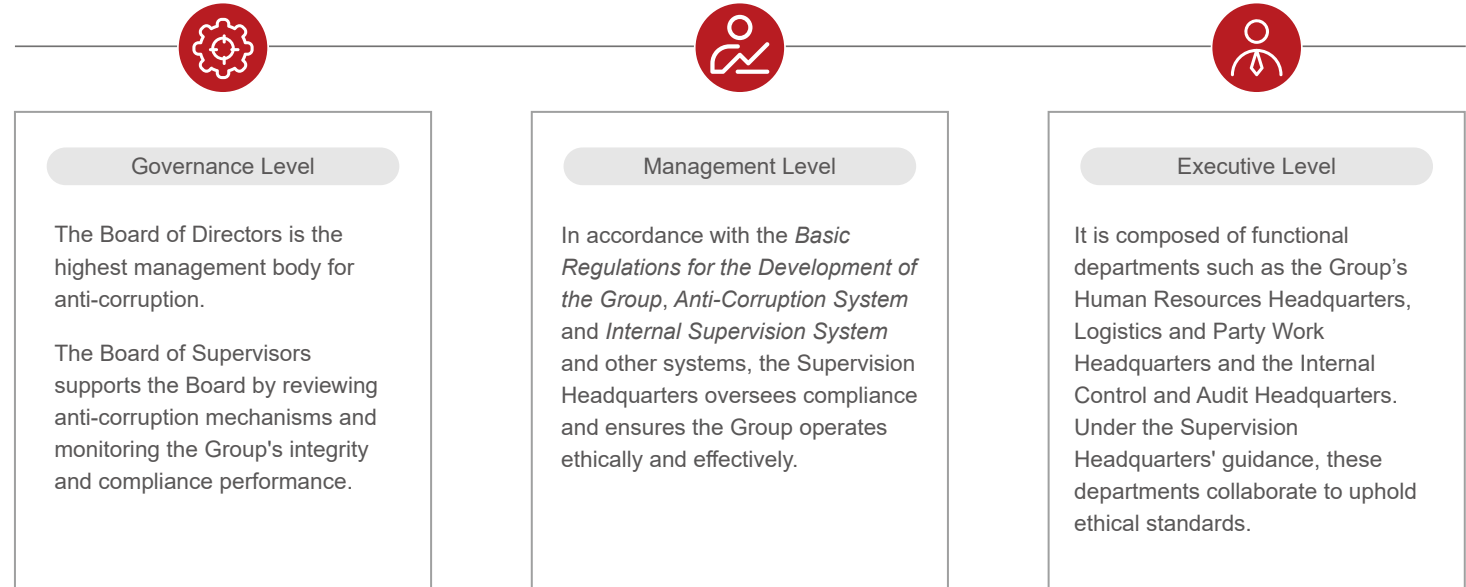 Governance Level
The Board of Directors is the
highest management body for
anti-corruption.
The Board of Supervisors
supports the Board by reviewing
anti-corruption mechanisms and
monitoring the Group's integrity
and compliance performance.
Management Level
In accordance with the Basic
Regulations for the Development of
the Group, Anti-Corruption System
and Internal Supervision System
and other systems, the Supervision
Headquarters oversees compliance
and ensures the Group operates
ethically and effectively.
Executive Level
It is composed of functional
departments such as the Group’s
Human Resources Headquarters,
Logistics and Party Work
Headquarters and the Internal
Control and Audit Headquarters.
Under the Supervision
Headquarters' guidance, these
departments collaborate to uphold
ethical standards.